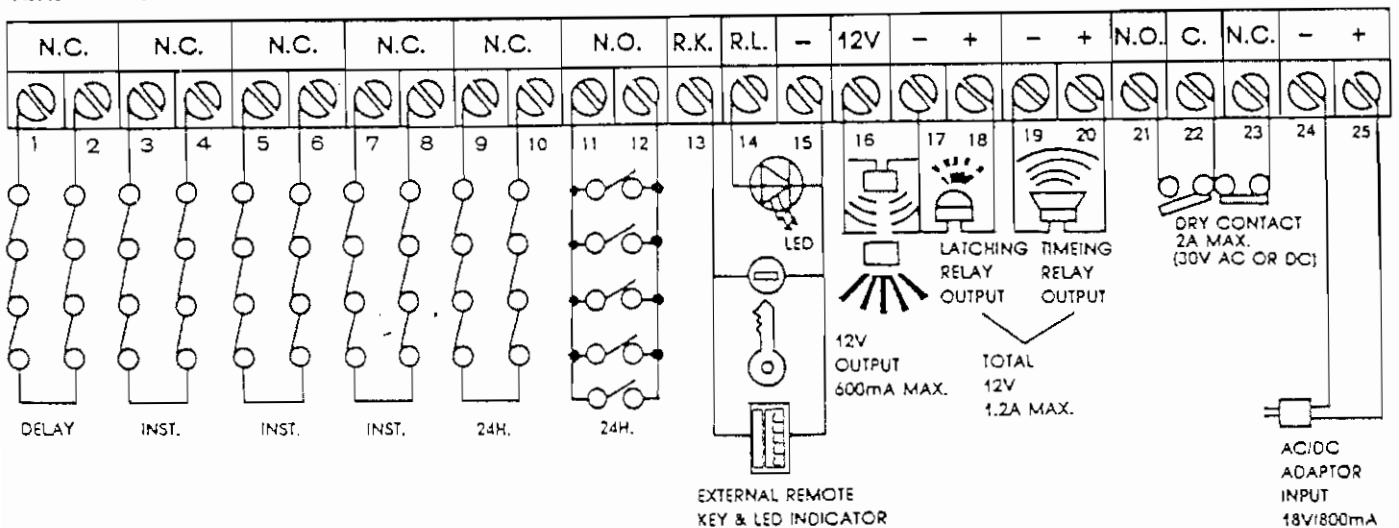 N.C. N.C. N.C. N.C. N.C. N.O. R.K. R.L. – 12V – + – + N.O. C. N.C. – +
1 2 3 4 5 6 7 8 9 10 11 12 13 14 15 16 17 18 19 20 21 22 23 24 25
LED
LATCHING
RELAY
OUTPUT
TIMEING
RELAY
OUTPUT
DRY CONTACT
2A MAX.
(30V AC OR DC)
12V
OUTPUT
600mA MAX.
TOTAL
12V
1.2A MAX.
DELAY INST. INST. INST. 24H. 24H.
EXTERNAL REMOTE
KEY & LED INDICATOR
AC/DC
ADAPTOR
INPUT
18V/800mA